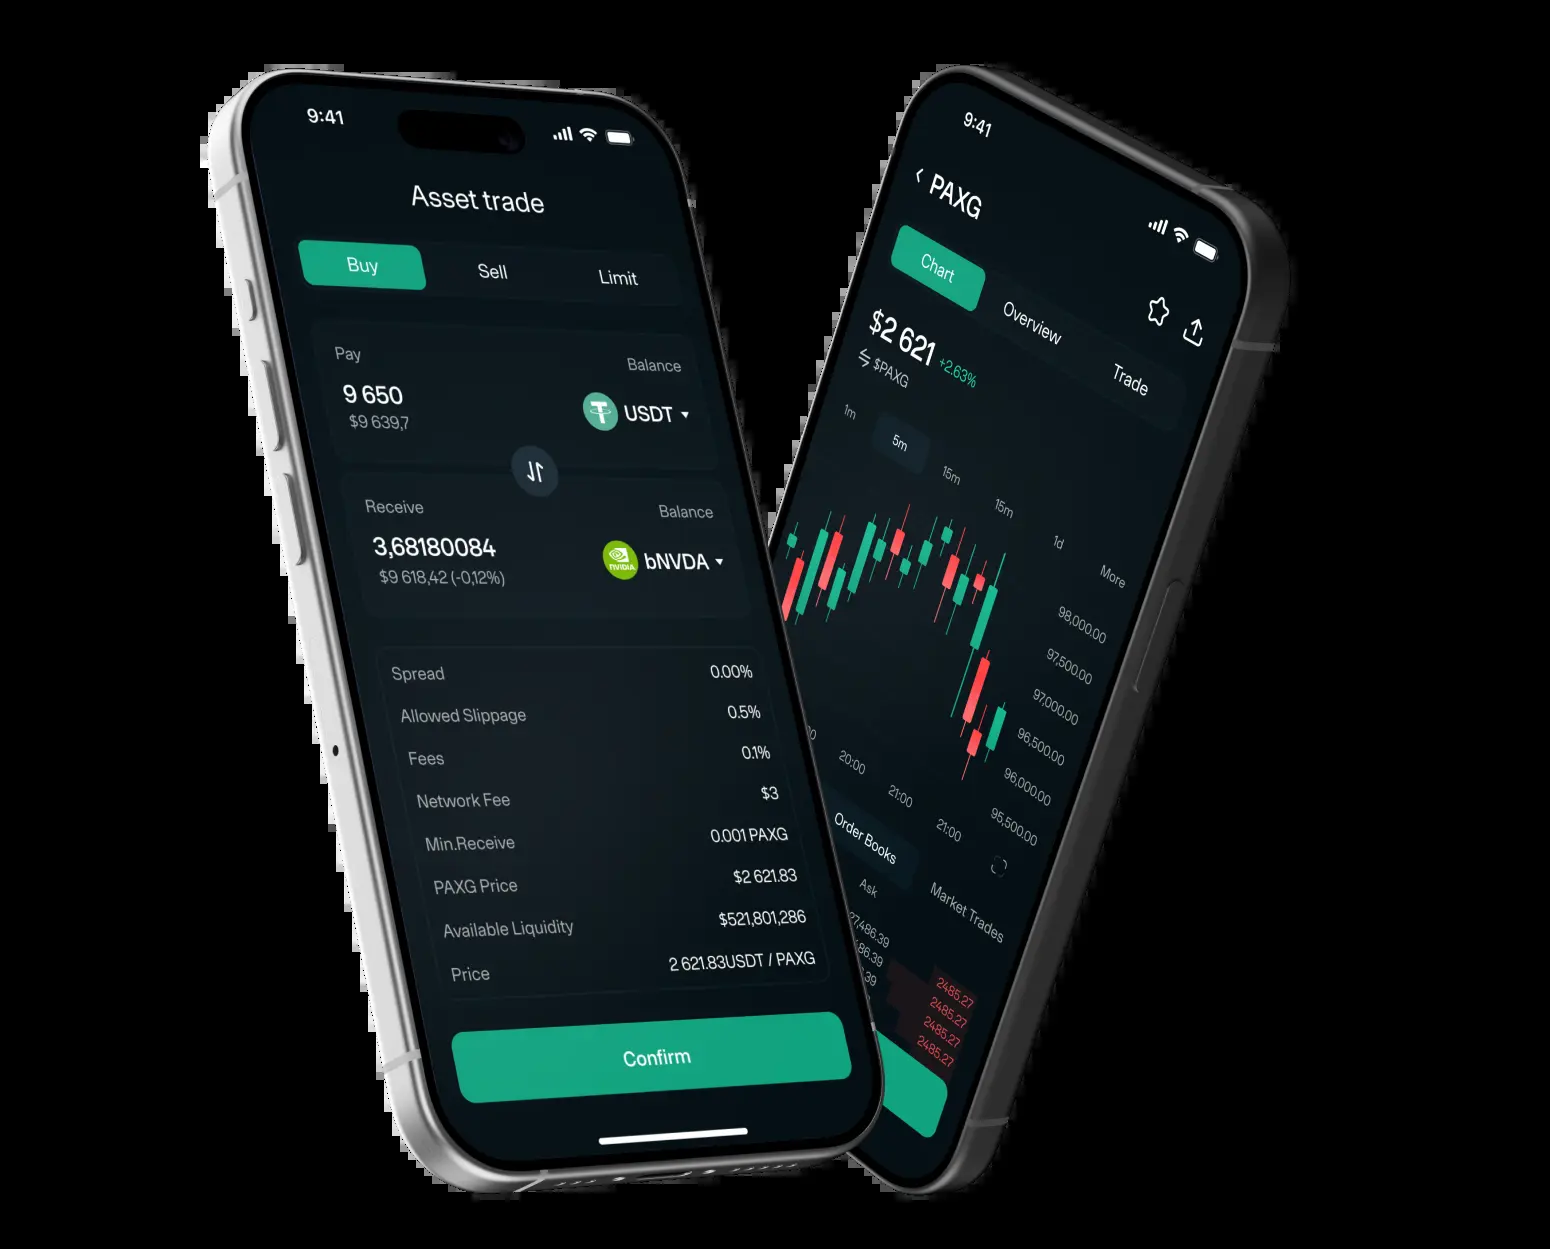 9:41
Asset trade
Buy Sell Limit
Pay Balance
9 650 USDT
$9 639,7
Receive Balance
3,68180084 NVIDIA bNVDA
$9 618,42 (-0,12%)
Spread 0.00%
Allowed Slippage 0.5%
Fees 0.1%
Network Fee $3
Min.Receive 0.001 PAXG
PAXG Price $2 621.83
Available Liquidity $521,801,286
Price 2 621.83USDT / PAXG
Confirm
9:41
PAXG
Chart Overview Trade
$2 621 +2.63%
$PAXG
1m 5m 15m 15m 1d More
98,000.00
97,500.00
97,000.00
96,500.00
96,000.00
95,500.00
20:00 21:00 21:00
Order Books Market Trades
Ask
27,486.39 2485.27
86.39 2485.27
.39 2485.27
2485.27